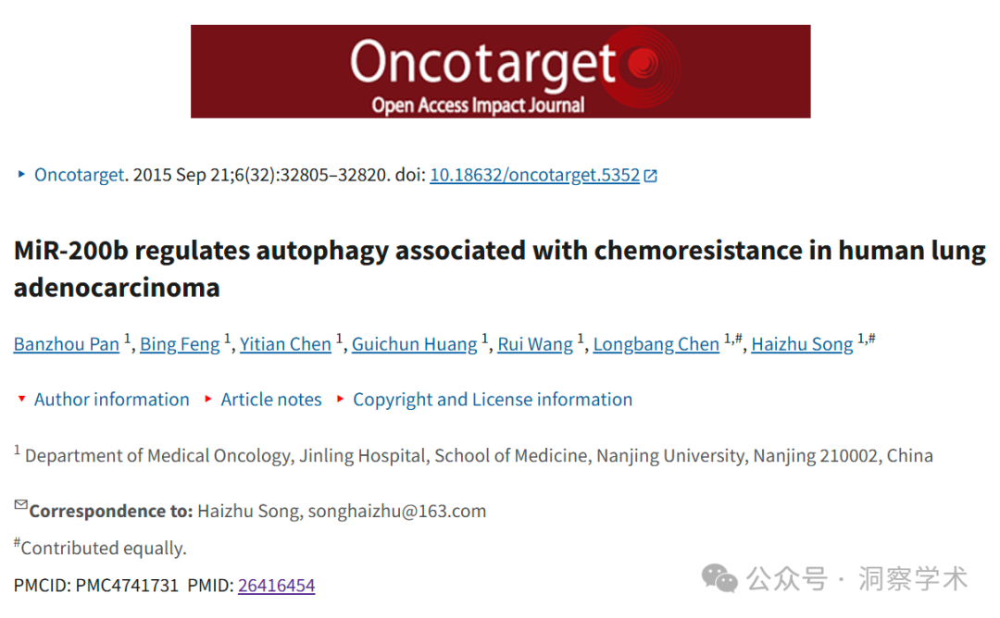 Oncotarget
Open Access Impact Journal
Oncotarget. 2015 Sep 21;6(32):32805–32820. doi: 10.18632/oncotarget.5352
MiR-200b regulates autophagy associated with chemoresistance in human lung
adenocarcinoma
Banzhou Pan 1, Bing Feng 1, Yitian Chen 1, Guichun Huang 1, Rui Wang 1, Longbang Chen 1,#, Haizhu Song 1,#
Author information Article notes Copyright and License information
1 Department of Medical Oncology, Jinling Hospital, School of Medicine, Nanjing University, Nanjing 210002, China
Correspondence to: Haizhu Song, songhaizhu@163.com
#Contributed equally.
PMCID: PMC4741731 PMID: 26416454
公众号 · 洞察学术